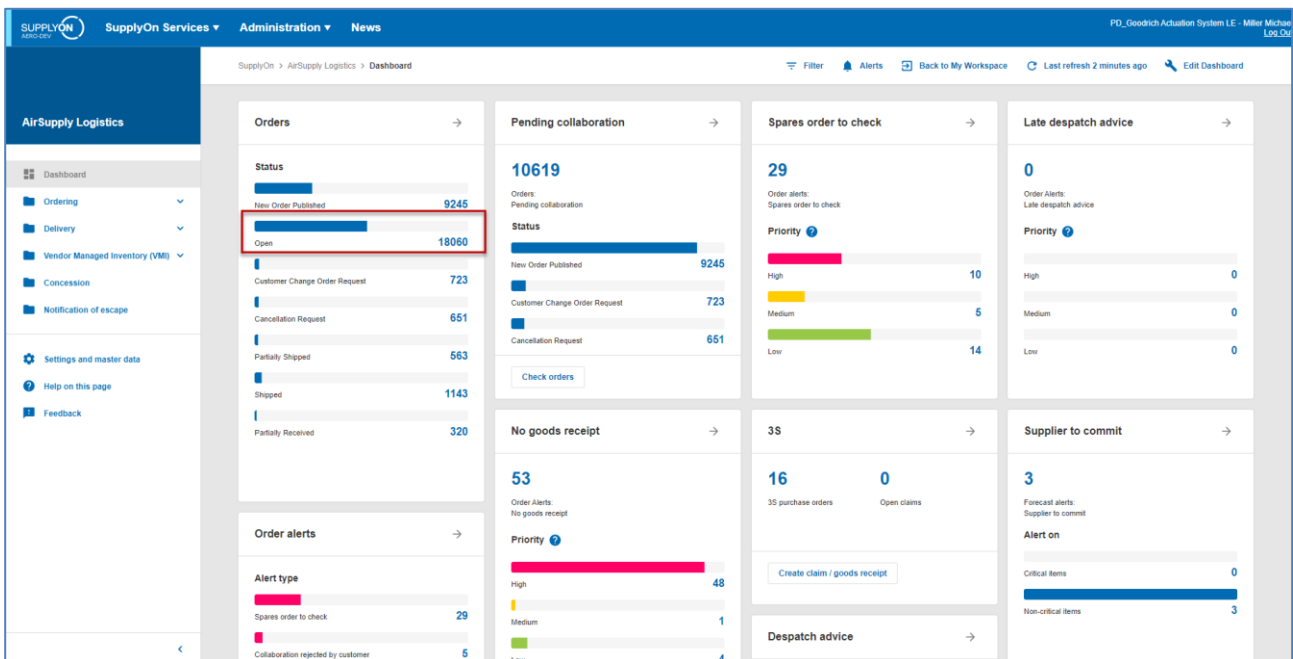 SUPPLYON
AERO-DEV
SupplyOn Services Administration News
PD_Goodrich Actuation System LE - Miller Michae
Log Ou
AirSupply Logistics
SupplyOn > AirSupply Logistics > Dashboard
Filter Alerts Back to My Workspace Last refresh 2 minutes ago Edit Dashboard
Dashboard
Ordering
Delivery
Vendor Managed Inventory (VMI)
Concession
Notification of escape
Settings and master data
Help on this page
Feedback
Orders
Status
New Order Published 9245
Open 18060
Customer Change Order Request 723
Cancellation Request 651
Partially Shipped 563
Shipped 1143
Partially Received 320
Order alerts
Alert type
Spares order to check 29
Collaboration rejected by customer 5
Pending collaboration
10619
Orders:
Pending collaboration
Status
New Order Published 9245
Customer Change Order Request 723
Cancellation Request 651
Check orders
No goods receipt
53
Order Alerts:
No goods receipt
Priority
High 48
Medium 1
Low 4
Spares order to check
29
Order alerts:
Spares order to check
Priority
High 10
Medium 5
Low 14
3S
16 0
3S purchase orders Open claims
Create claim / goods receipt
Despatch advice
Late despatch advice
0
Order Alerts:
Late despatch advice
Priority
High 0
Medium 0
Low 0
Supplier to commit
3
Forecast alerts:
Supplier to commit
Alert on
Critical items 0
Non-critical items 3